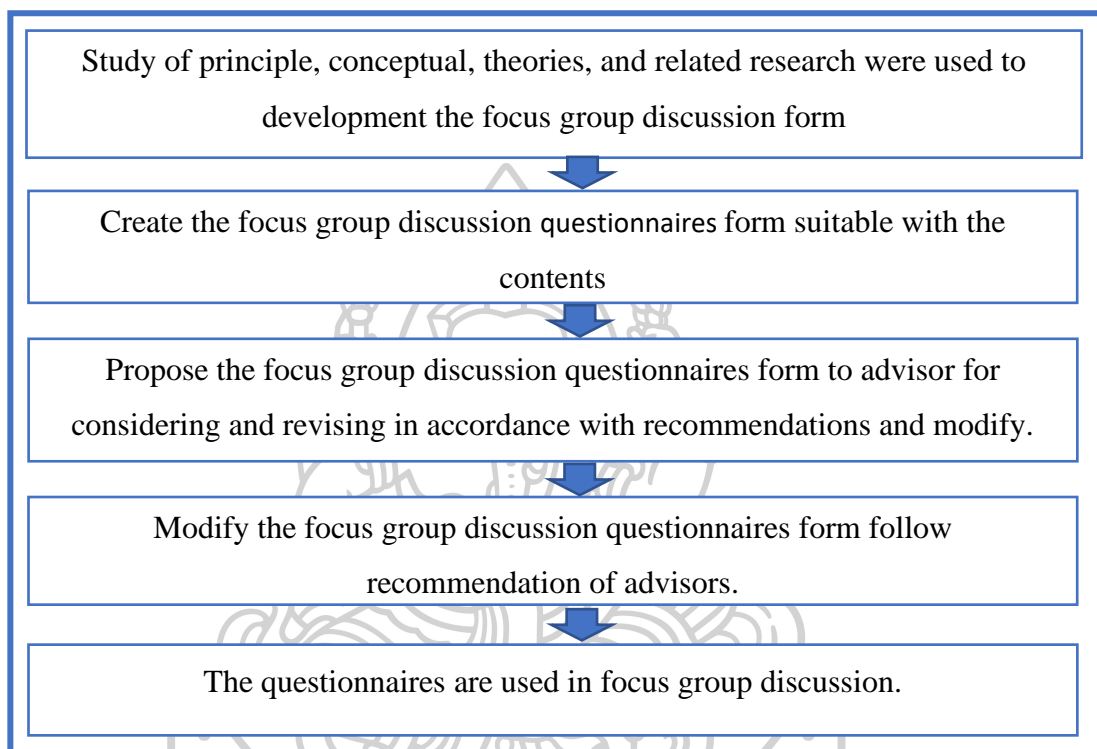 Study of principle, conceptual, theories, and related research were used to
development the focus group discussion form
Create the focus group discussion questionnaires form suitable with the
contents
Propose the focus group discussion questionnaires form to advisor for
considering and revising in accordance with recommendations and modify.
Modify the focus group discussion questionnaires form follow
recommendation of advisors.
The questionnaires are used in focus group discussion.